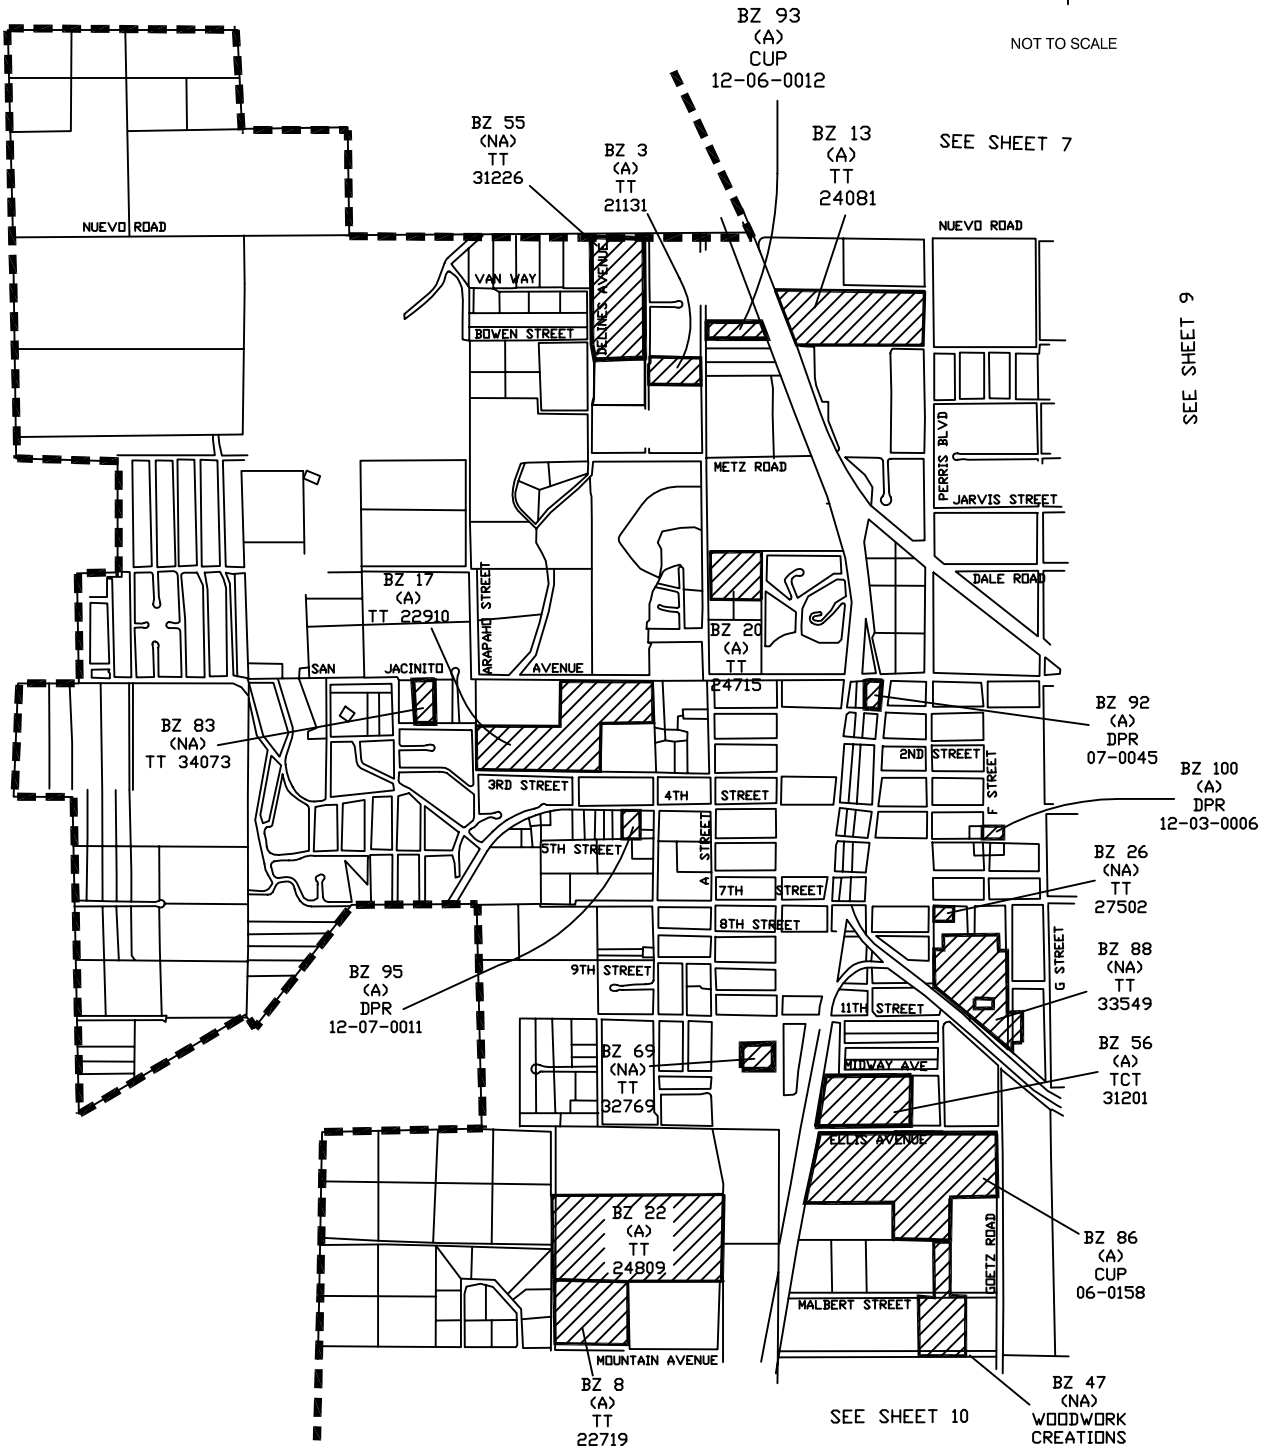 BZ 93
(A)
CUP
12-06-0012
NOT TO SCALE
BZ 55
(NA)
TT
31226
BZ 3
(A)
TT
21131
BZ 13
(A)
TT
24081
SEE SHEET 7
NUEVO ROAD
NUEVO ROAD
VAN WAY
DELINES AVENUE
BOWEN STREET
SEE SHEET 9
PERRIS BLVD
METZ ROAD
JARVIS STREET
BZ 17
(A)
TT 22910
ARAPAHO STREET
DALE ROAD
BZ 20
(A)
TT
24715
SAN JACINITO AVENUE
BZ 83
(NA)
TT 34073
BZ 92
(A)
DPR
07-0045
2ND STREET
F STREET
3RD STREET
4TH STREET
BZ 100
(A)
DPR
12-03-0006
A STREET
5TH STREET
BZ 26
(NA)
TT
27502
7TH STREET
8TH STREET
G STREET
BZ 88
(NA)
TT
33549
9TH STREET
BZ 95
(A)
DPR
12-07-0011
11TH STREET
BZ 69
(NA)
TT
32769
MIDWAY AVE
BZ 56
(A)
TCT
31201
ELLIS AVENUE
BZ 22
(A)
TT
24809
GOETZ ROAD
BZ 86
(A)
CUP
06-0158
MALBERT STREET
MOUNTAIN AVENUE
BZ 8
(A)
TT
22719
SEE SHEET 10
BZ 47
(NA)
WOODWORK
CREATIONS